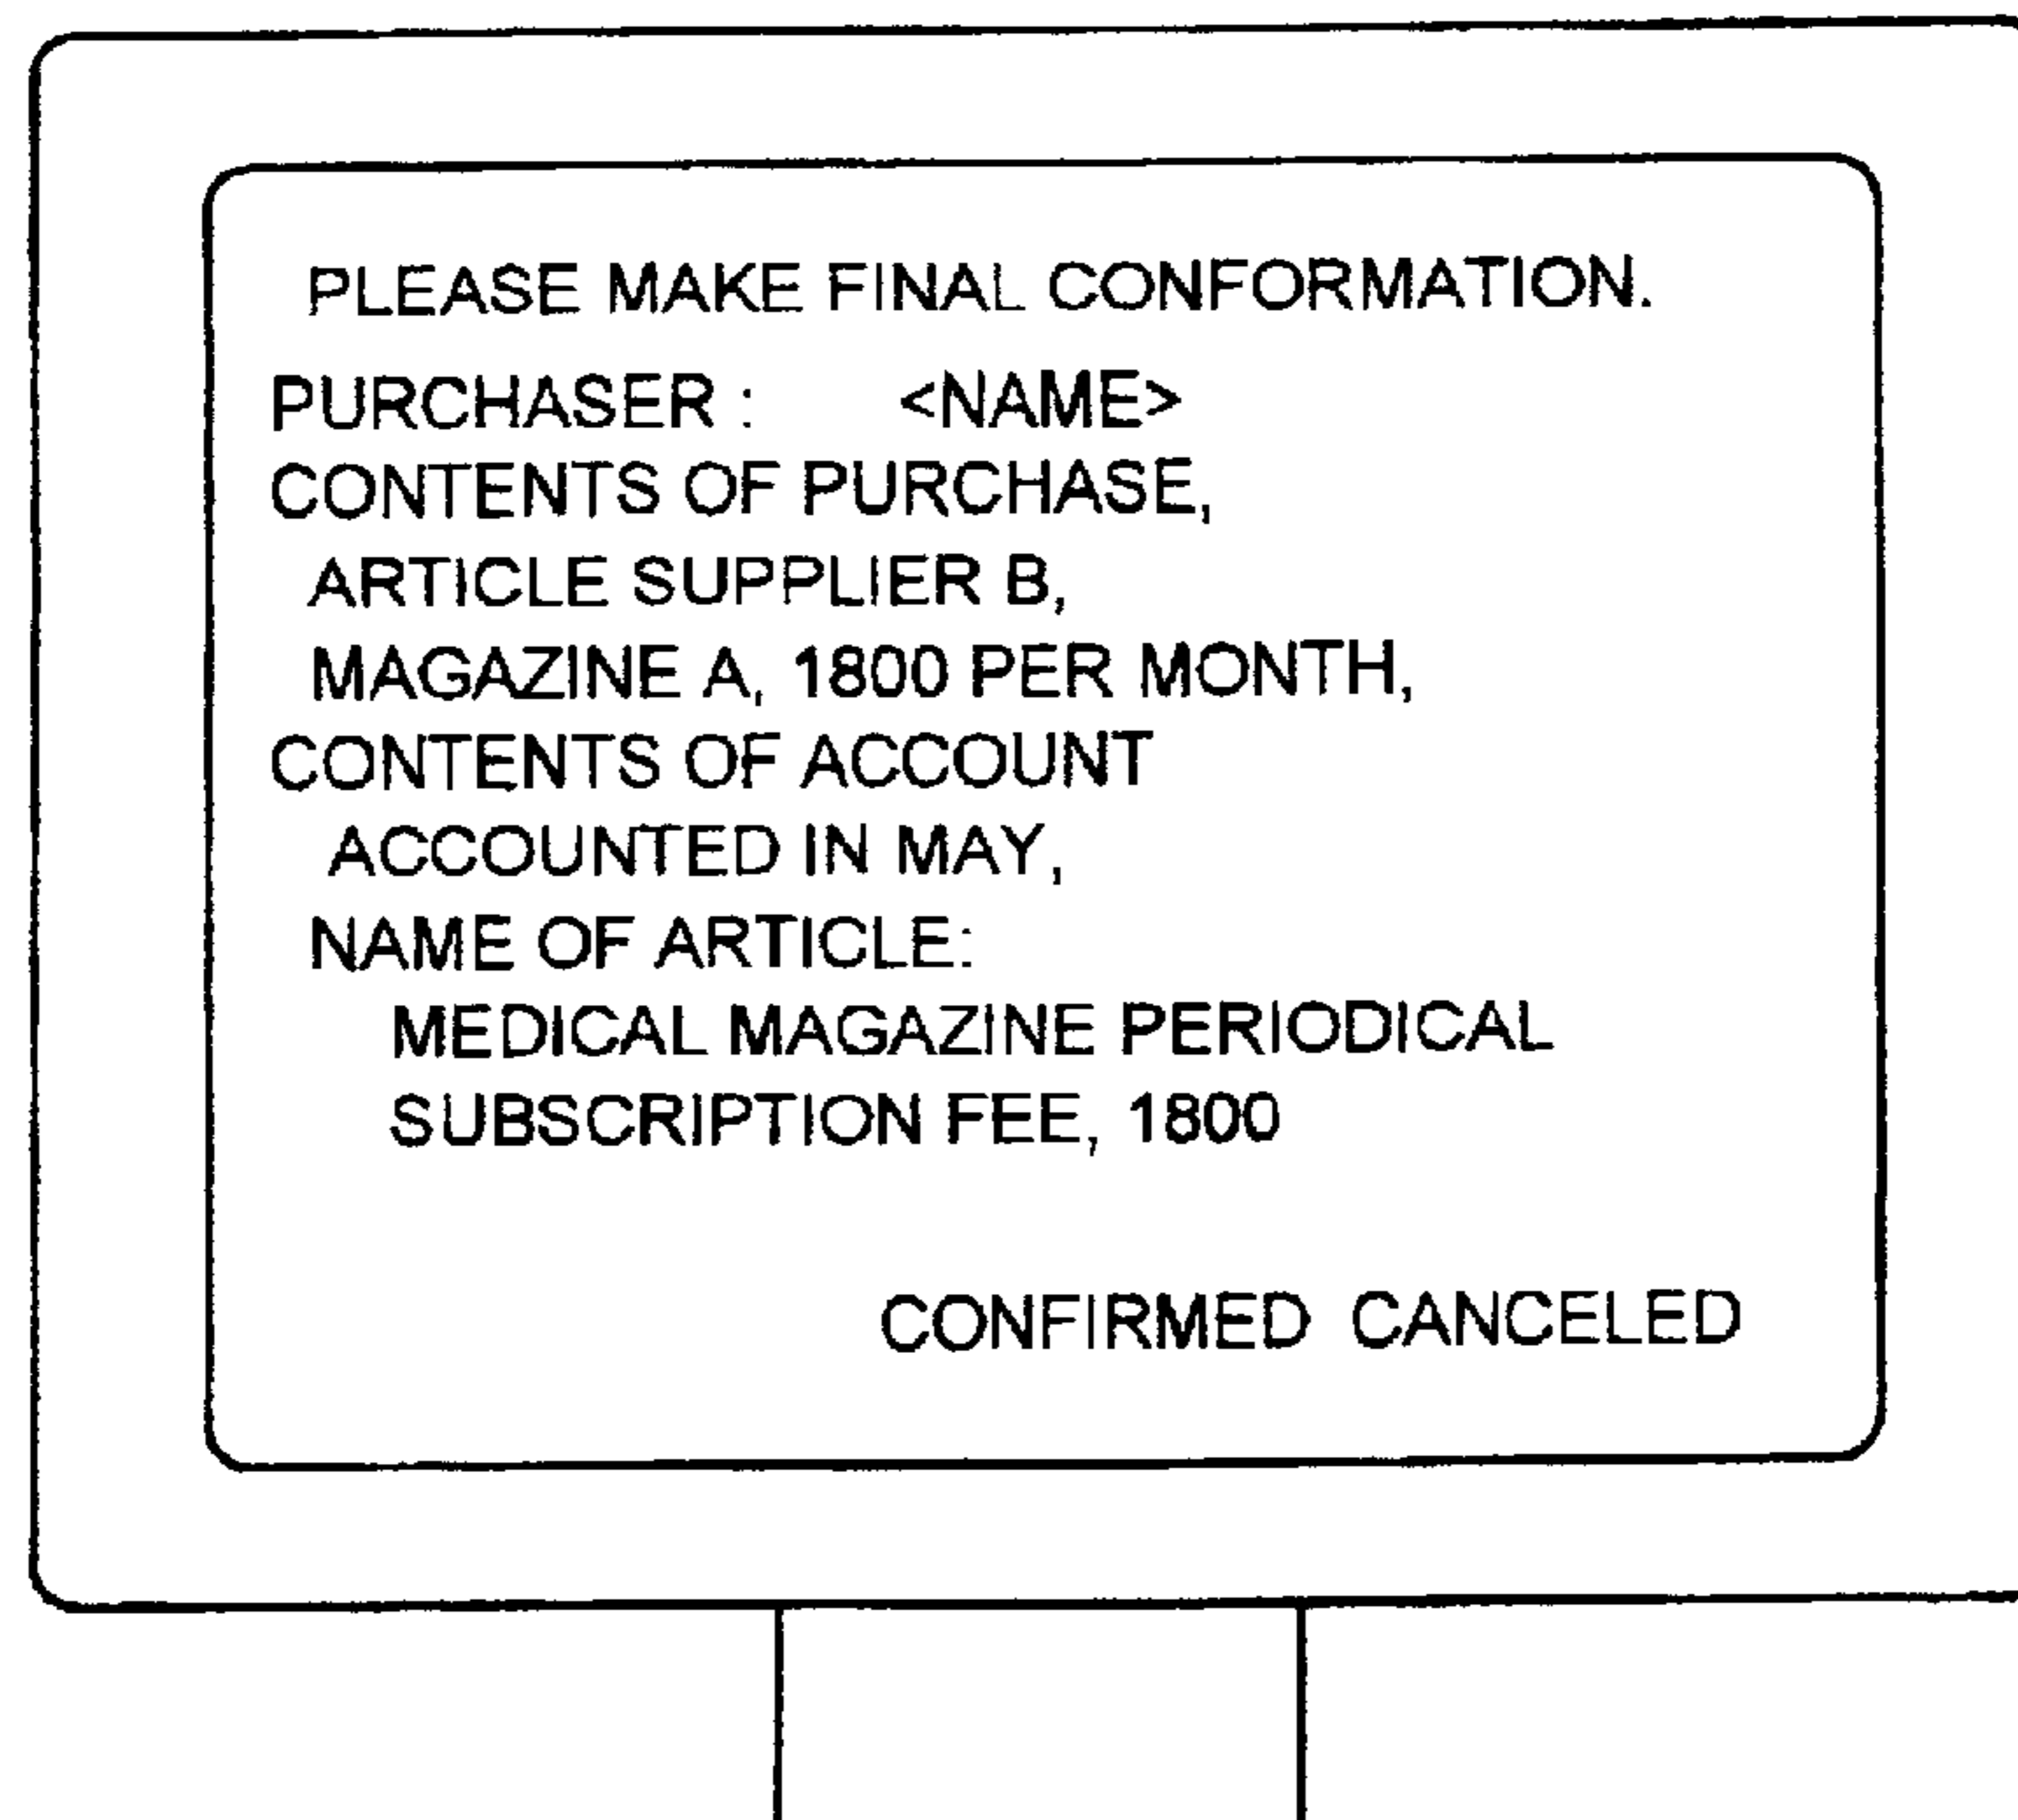 PLEASE MAKE FINAL CONFORMATION.
PURCHASER : <NAME>
CONTENTS OF PURCHASE,
ARTICLE SUPPLIER B,
MAGAZINE A, 1800 PER MONTH,
CONTENTS OF ACCOUNT
ACCOUNTED IN MAY,
NAME OF ARTICLE:
MEDICAL MAGAZINE PERIODICAL
SUBSCRIPTION FEE, 1800
CONFIRMED CANCELED